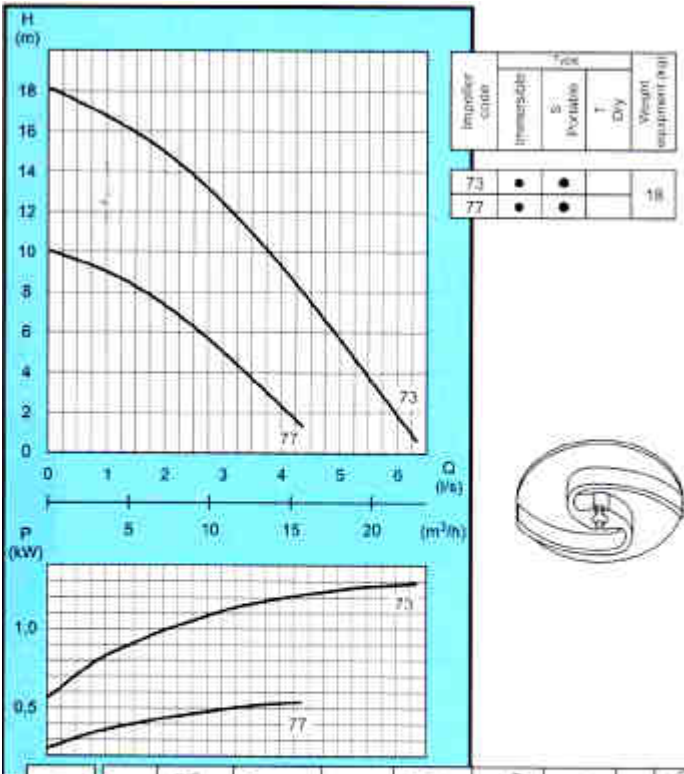 H
(m)
18
16
14
12
10
8
6
4
2
0
73
77
0 1 2 3 4 5 6 Q
(l/s)
5 10 15 20 (m³/h)
P
(kW)
1,0
0,5
73
77
Impeller code
Type
Immersible
S Portable
T Dry
Weight equipment (kg)
73 • •
77 • •
18